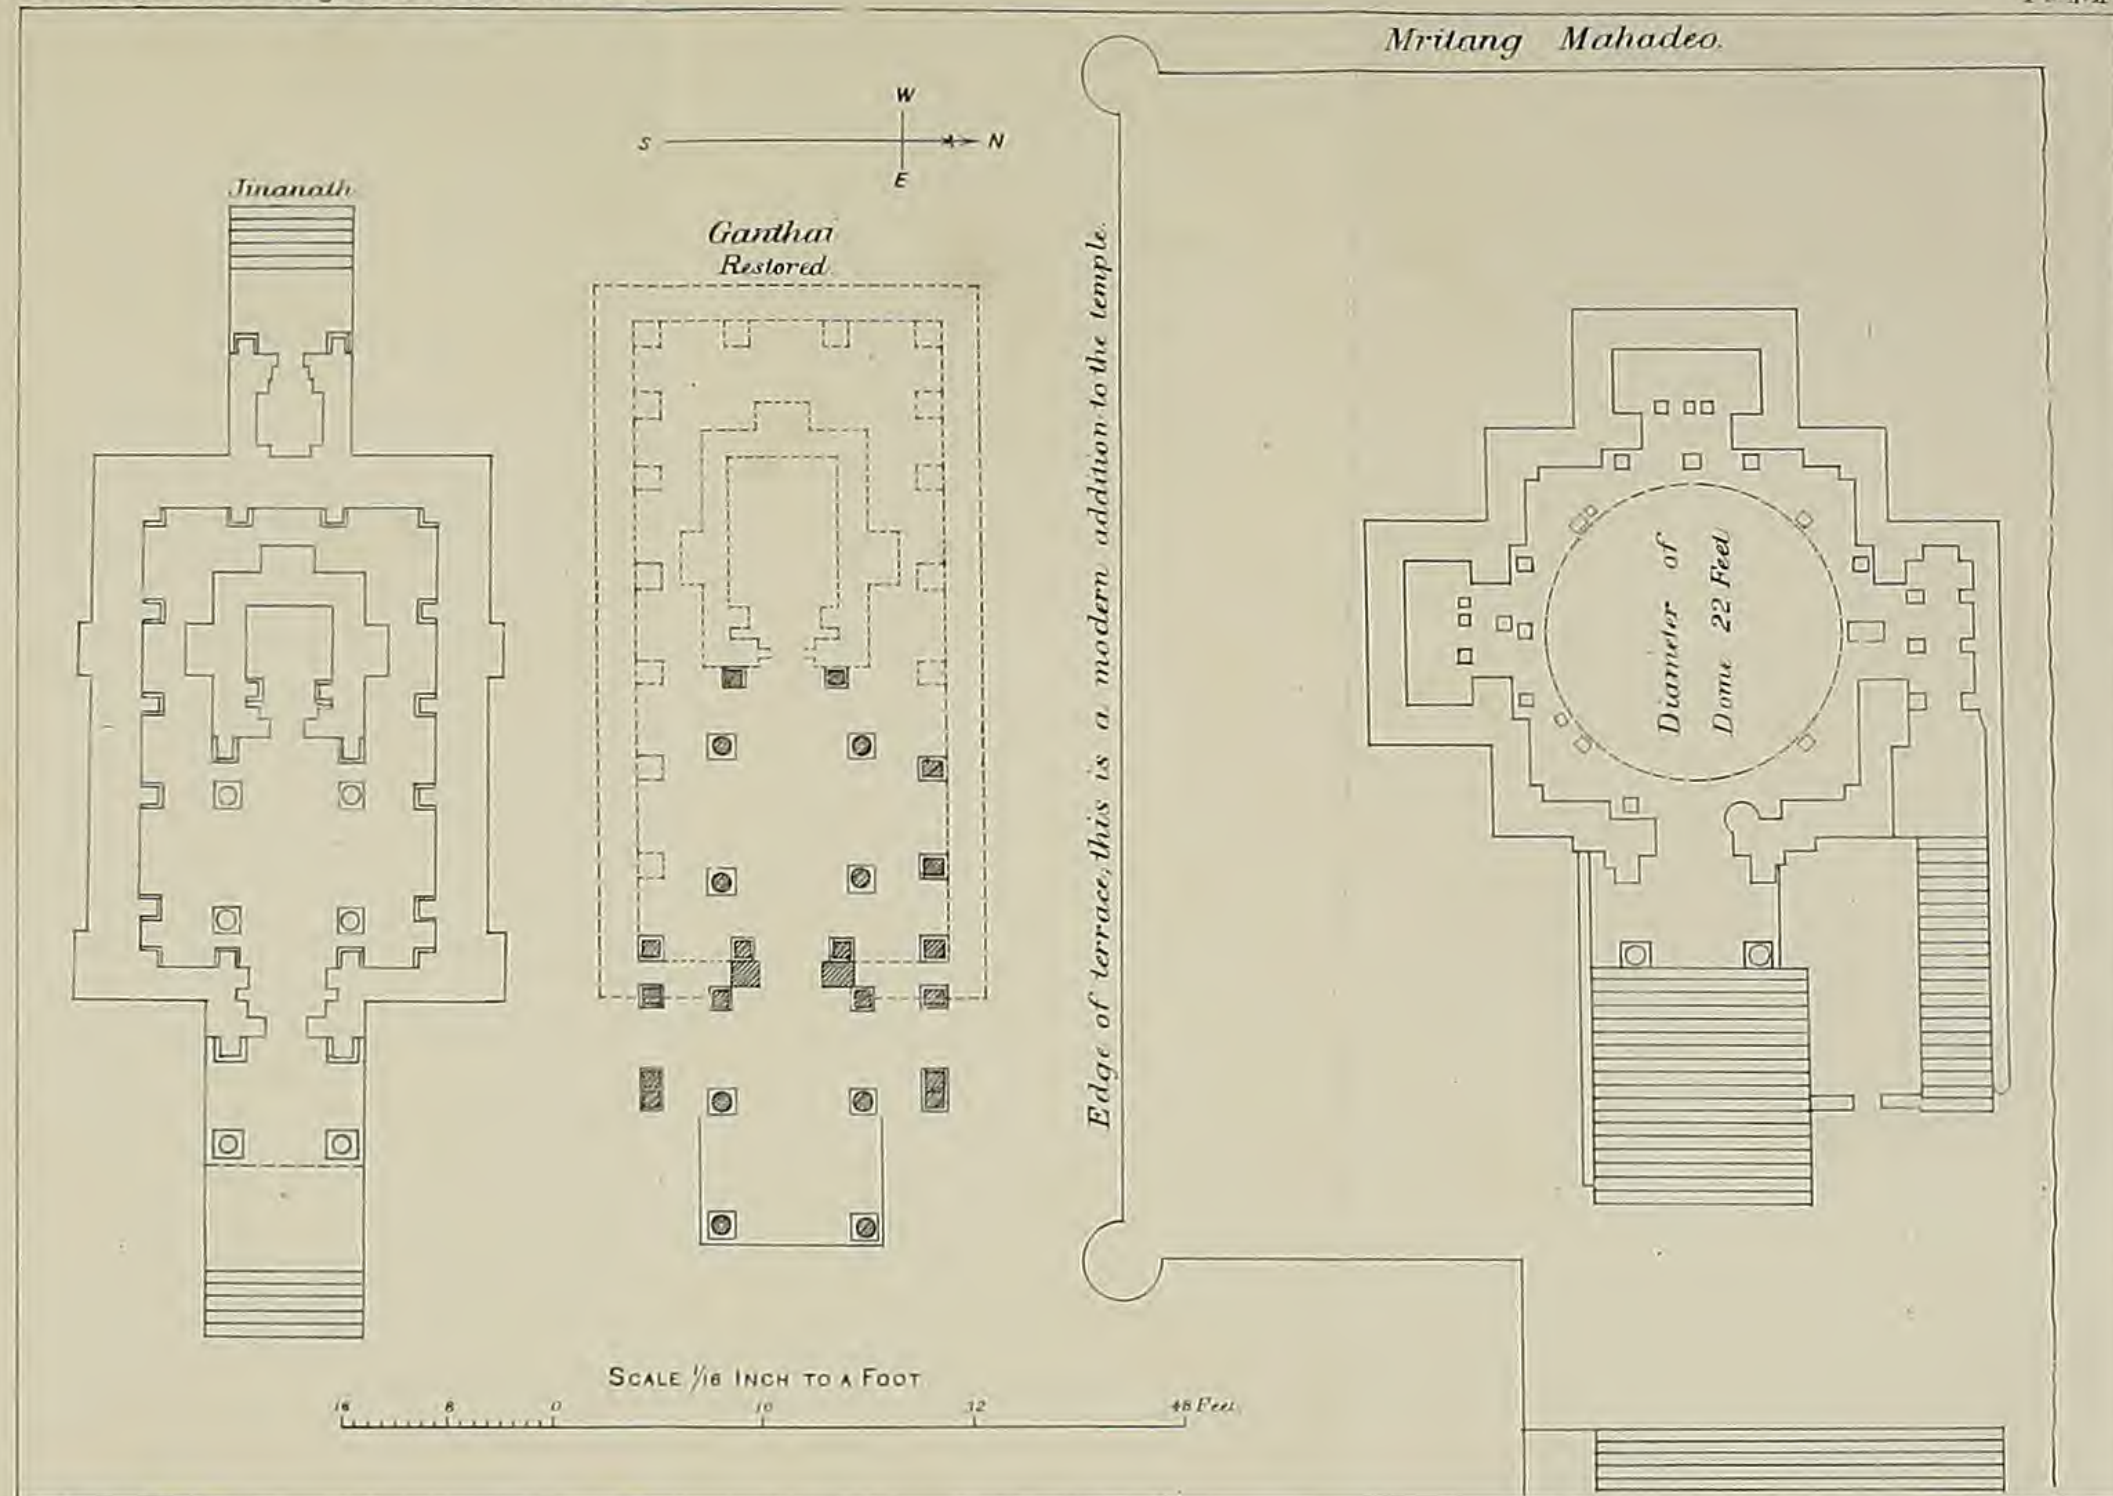 Mritang Mahadeo.
W
S N
E
Jinanath
Ganthai
Restored.
Edge of terrace, this is a modern addition to the temple.
Diameter of
Dome 22 Feet
SCALE 1/16 INCH TO A FOOT
16 8 0 16 32 48 Feet.